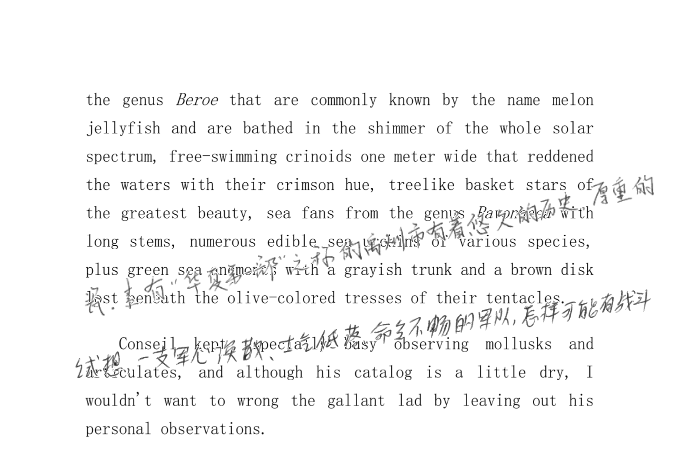 the genus Beroe that are commonly known by the name melon
jellyfish and are bathed in the shimmer of the whole solar
spectrum, free-swimming crinoids one meter wide that reddened
the waters with their crimson hue, treelike basket stars of
the greatest beauty, sea fans from the genus Pavonacea with
long stems, numerous edible sea urchins of various species,
plus green sea anemones with a grayish trunk and a brown disk
lost beneath the olive-colored tresses of their tentacles.
素有"华夏第一都"之称的禹州市有着悠久的历史 厚重的
Conseil kept especially busy observing mollusks and
articulates, and although his catalog is a little dry, I
wouldn't want to wrong the gallant lad by leaving out his
personal observations.
试想 一支军心涣散、士气低落 命令不畅的军队,怎样可能有战斗